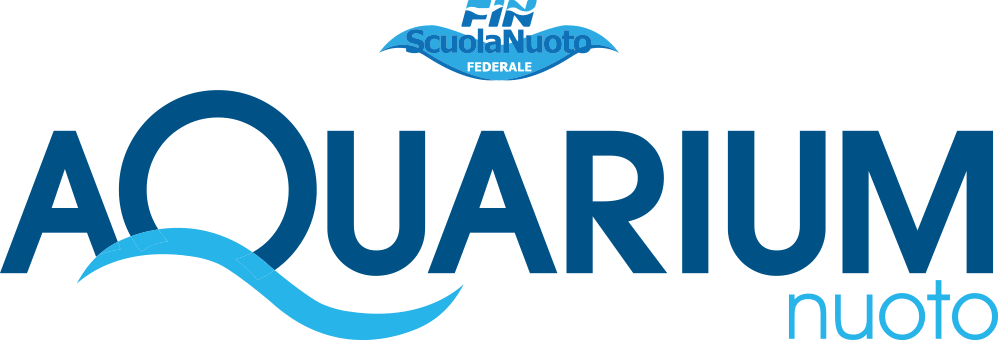 FIN
ScuolaNuoto
FEDERALE
AQUARIUM
nuoto